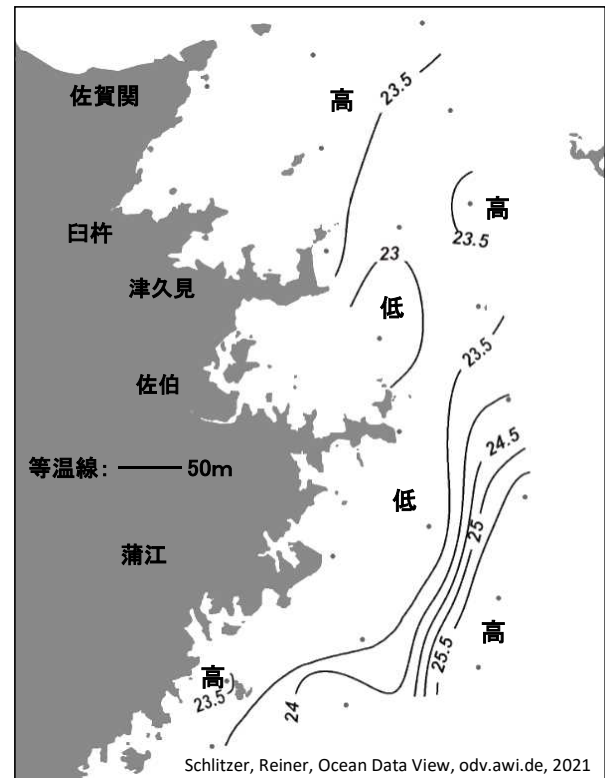 佐賀関
高
23.5
臼杵
高
23.5
津久見
23
低
佐伯
23.5
24.5
等温線: 50m
低
25
蒲江
高
25.5
高
23.5
24
Schlitzer, Reiner, Ocean Data View, odv.awi.de, 2021